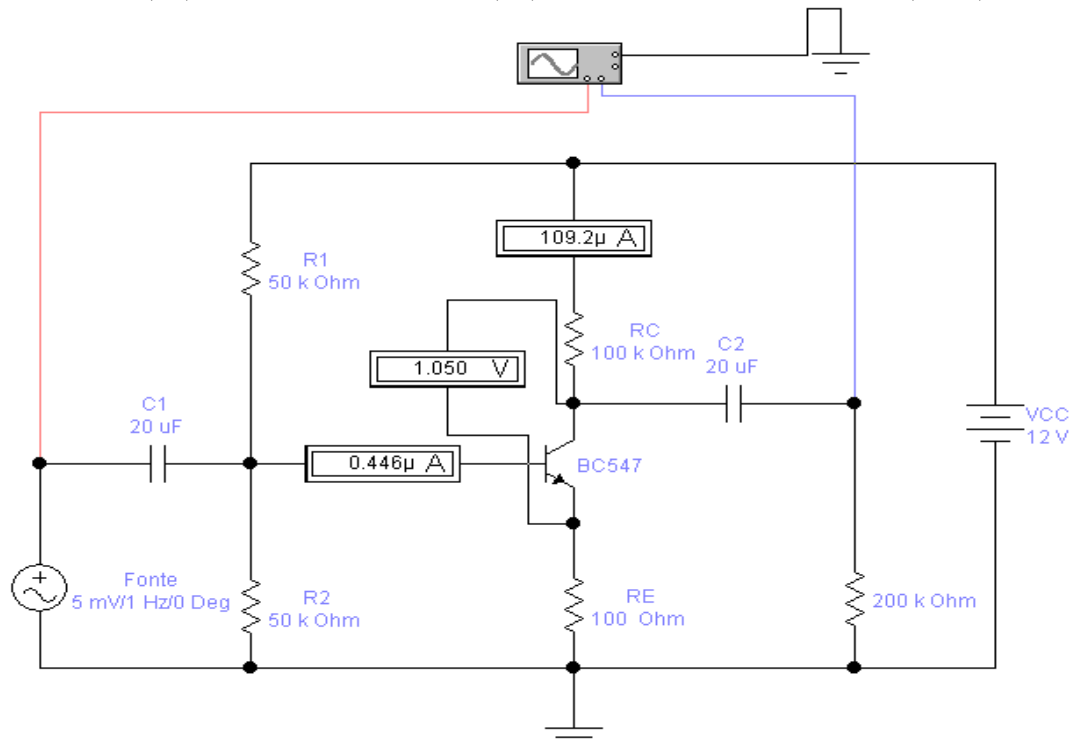 109.2µ A
R1
50 k Ohm
RC
100 k Ohm
C2
20 uF
1.050 V
VCC
12 V
C1
20 uF
0.446µ A
BC547
Fonte
5 mV/1 Hz/0 Deg
R2
50 k Ohm
RE
100 Ohm
200 k Ohm